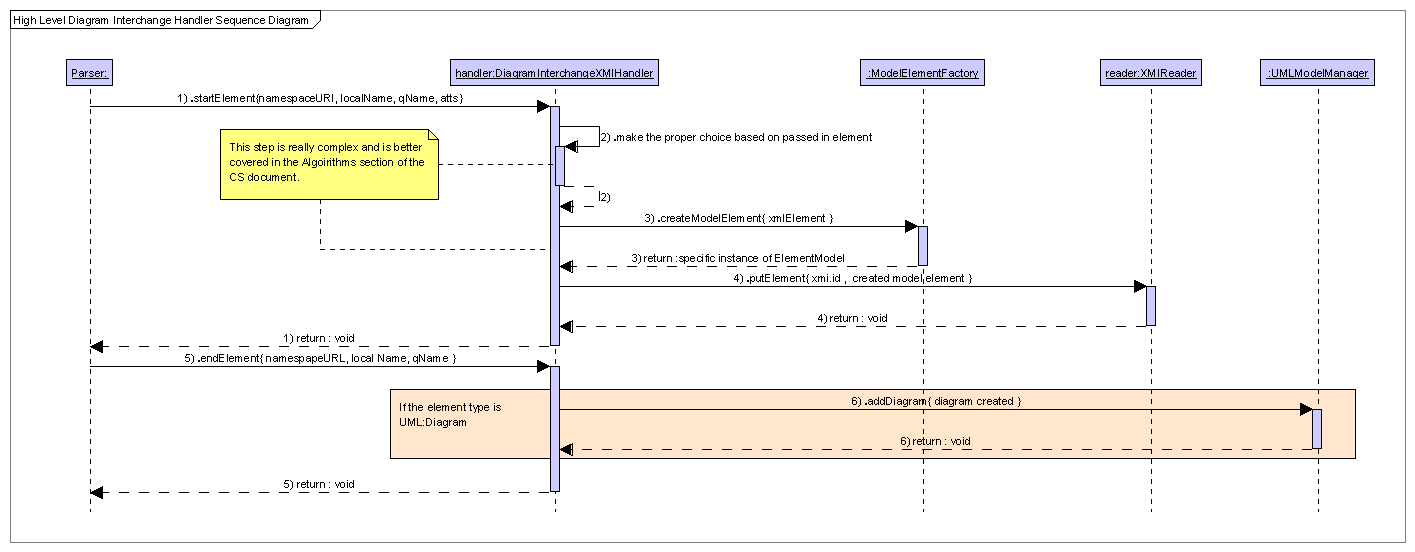 High Level Diagram Interchange Handler Sequence Diagram
Parser:
handler:DiagramInterchangeXMIHandler
:ModelElementFactory
reader:XMIReader
:UMLModelManager
1) .startElement{namespaceURI, localName, qName, atts}
2) .make the proper choice based on passed in element
This step is really complex and is better
covered in the Algoirithms section of the
CS document.
2)
3) .createModelElement{ xmlElement }
3) return :specific instance of ElementModel
4) .putElement{ xmi.id , created model element }
4) return : void
1) return : void
5) .endElement{ namespapeURL, local Name, qName }
If the element type is
UML:Diagram
6) .addDiagram{ diagram created }
6) return : void
5) return : void